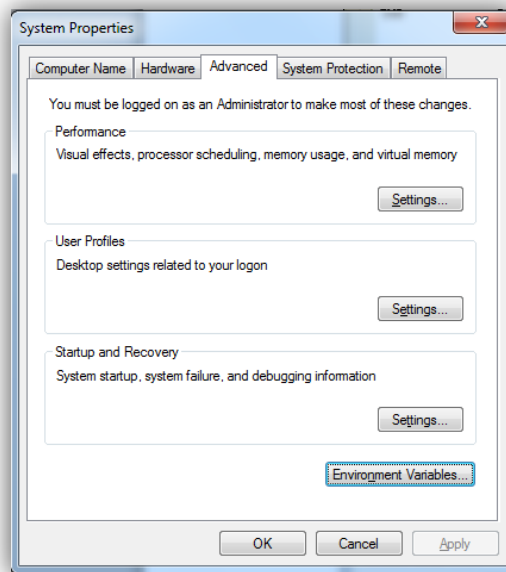 System Properties
Computer Name Hardware Advanced System Protection Remote
You must be logged on as an Administrator to make most of these changes.
Performance
Visual effects, processor scheduling, memory usage, and virtual memory
Settings...
User Profiles
Desktop settings related to your logon
Settings...
Startup and Recovery
System startup, system failure, and debugging information
Settings...
Environment Variables...
OK Cancel Apply